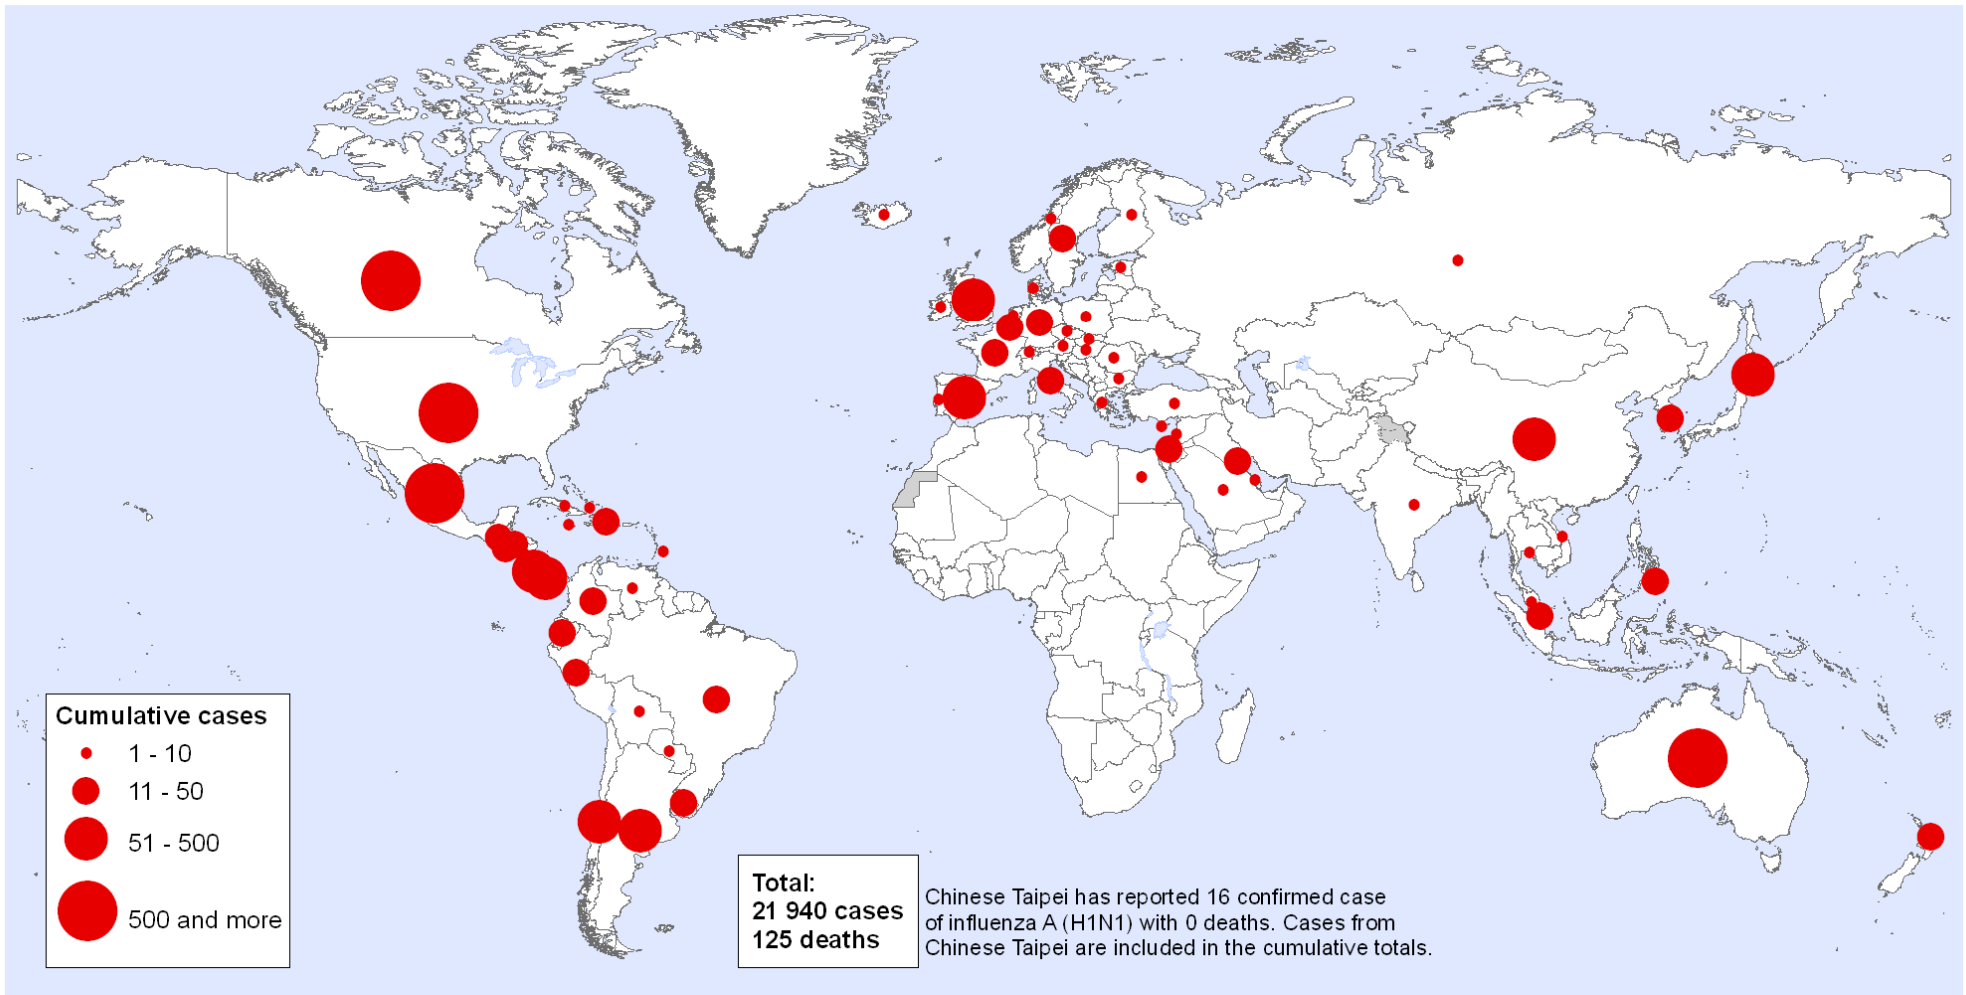 Cumulative cases
1 - 10
11 - 50
51 - 500
500 and more
Total:
21 940 cases
125 deaths
Chinese Taipei has reported 16 confirmed case
of influenza A (H1N1) with 0 deaths. Cases from
Chinese Taipei are included in the cumulative totals.